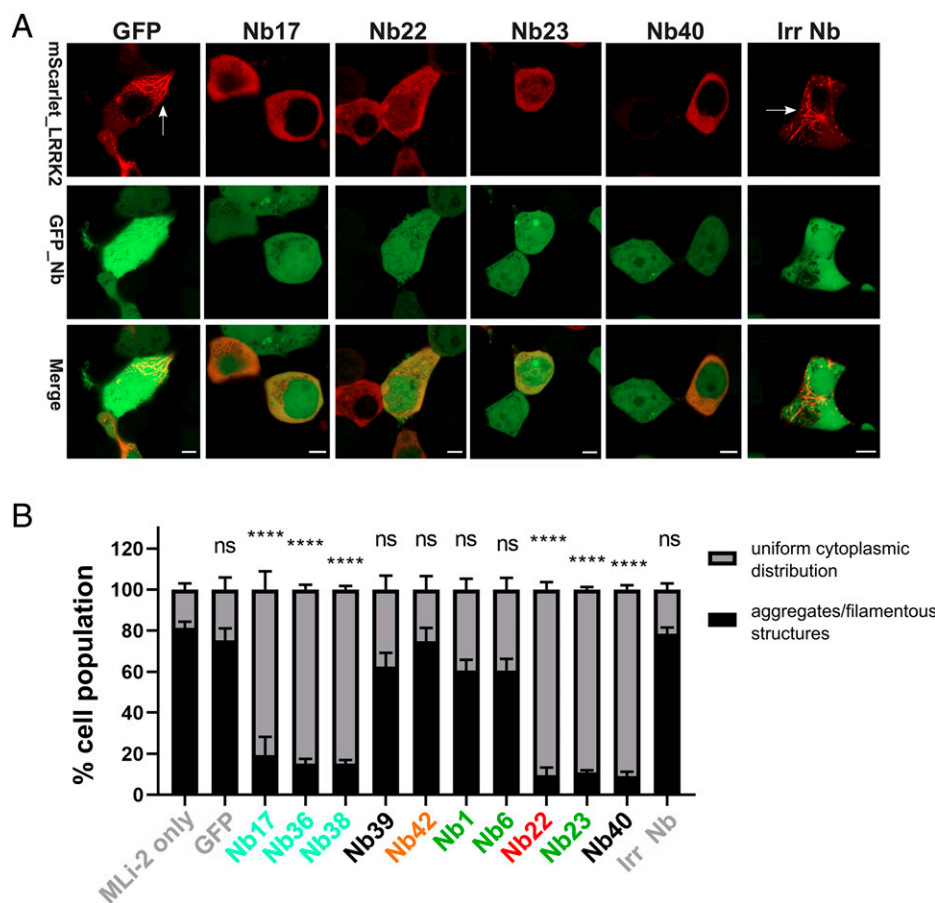 A
GFP Nb17 Nb22 Nb23 Nb40 Irr Nb
mScarlet_LRRK2
GFP_Nb
Merge
B
ns **** **** **** ns ns ns ns **** **** **** ns
120
100
80
60
40
20
0
% cell population
uniform cytoplasmic
distribution
aggregates/filamentous
structures
MLi-2 only GFP Nb17 Nb36 Nb38 Nb39 Nb42 Nb1 Nb6 Nb22 Nb23 Nb40 Irr Nb